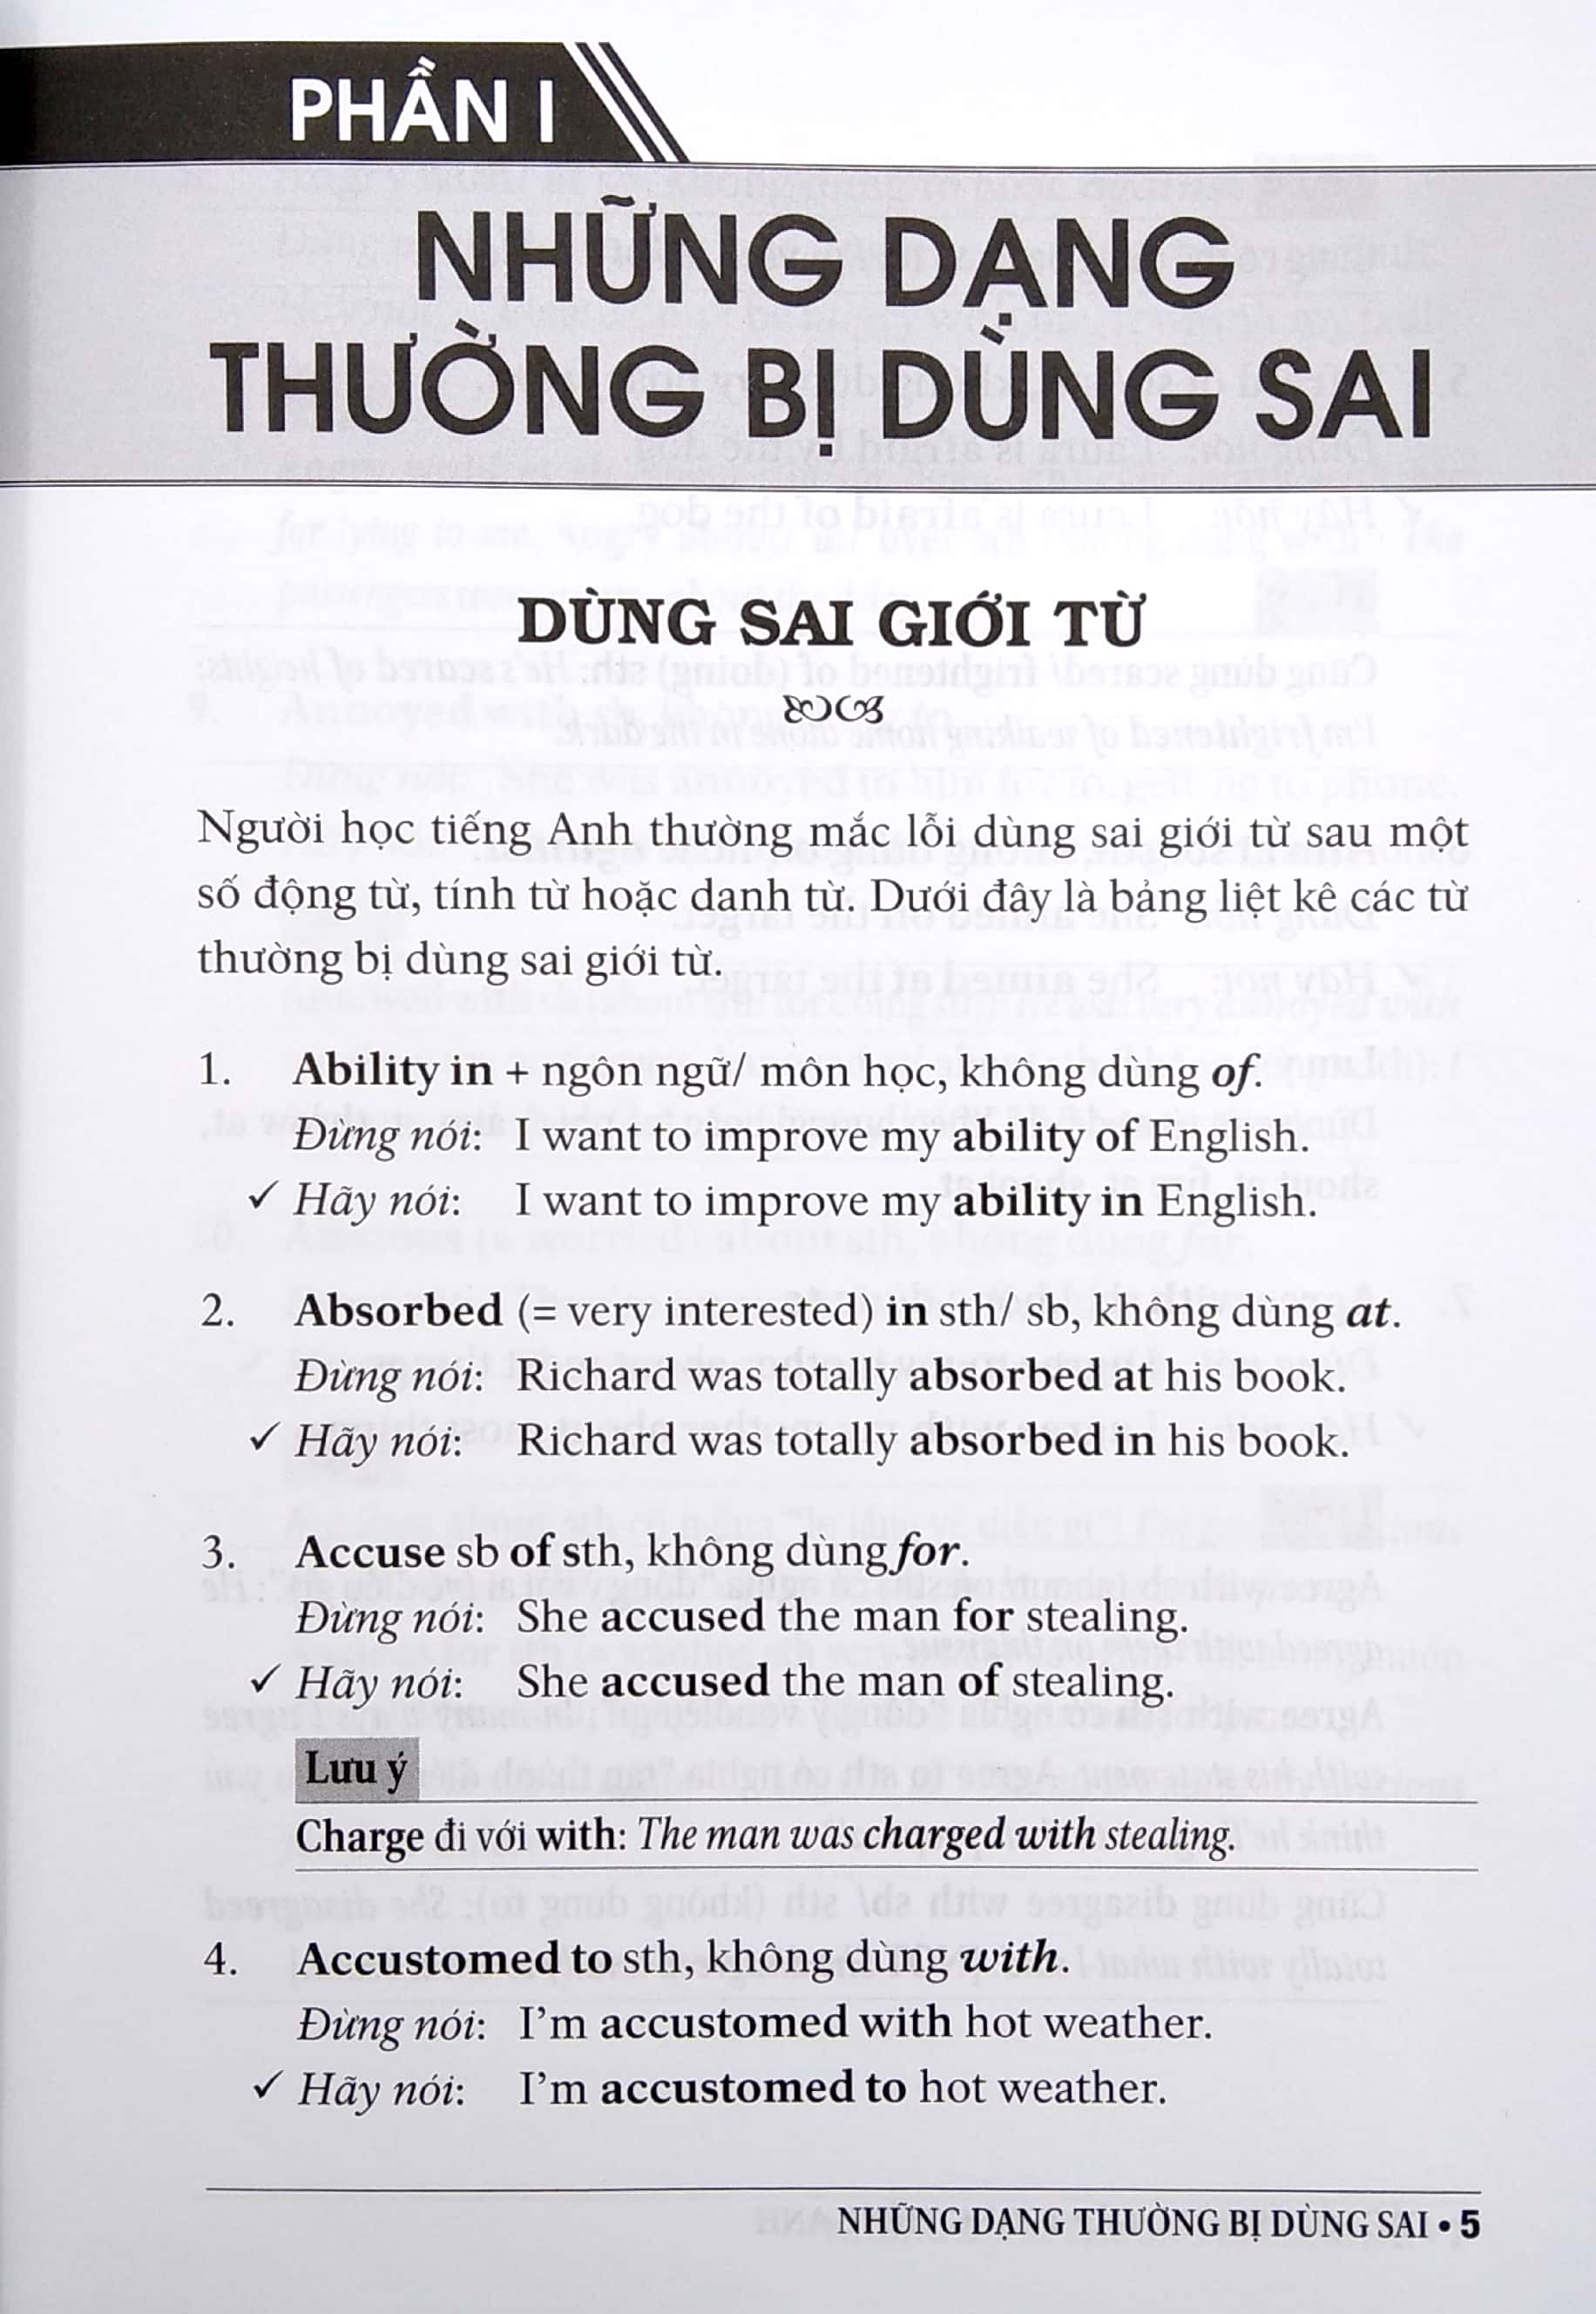 PHẦN I
NHỮNG DẠNG
THƯỜNG BỊ DÙNG SAI
DÙNG SAI GIỚI TỪ
Người học tiếng Anh thường mắc lỗi dùng sai giới từ sau một
số động từ, tính từ hoặc danh từ. Dưới đây là bảng liệt kê các từ
thường bị dùng sai giới từ.
1. Ability in + ngôn ngữ/ môn học, không dùng of.
Đừng nói: I want to improve my ability of English.
✓ Hãy nói: I want to improve my ability in English.
2. Absorbed (= very interested) in sth/ sb, không dùng at.
Đừng nói: Richard was totally absorbed at his book.
✓ Hãy nói: Richard was totally absorbed in his book.
3. Accuse sb of sth, không dùng for.
Đừng nói: She accused the man for stealing.
✓ Hãy nói: She accused the man of stealing.
Lưu ý
Charge đi với with: The man was charged with stealing.
4. Accustomed to sth, không dùng with.
Đừng nói: I'm accustomed with hot weather.
✓ Hãy nói: I'm accustomed to hot weather.
NHỮNG DẠNG THƯỜNG BỊ DÙNG SAI • 5